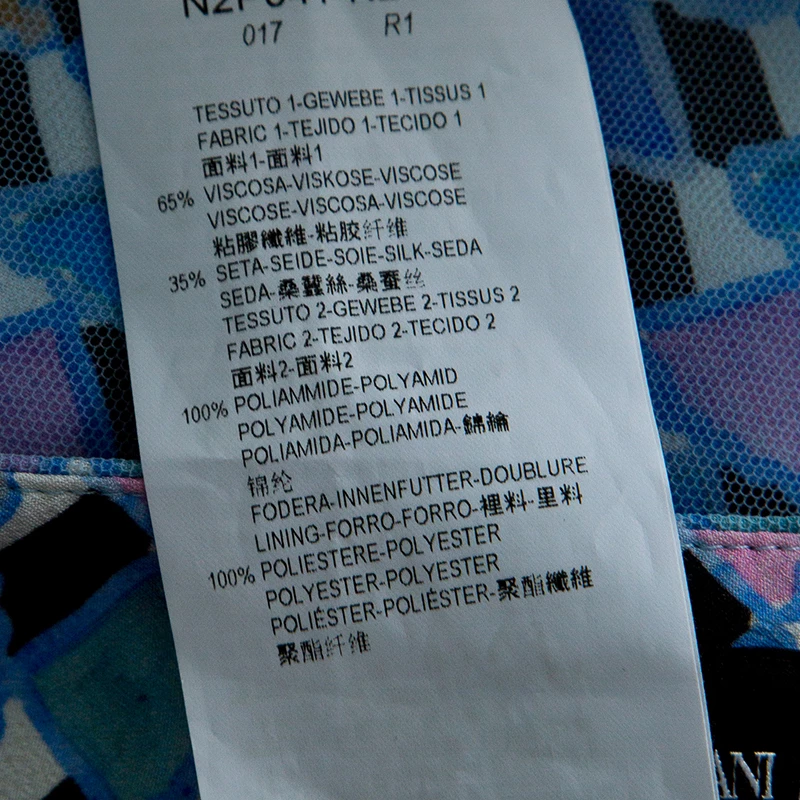 017 R1
TESSUTO 1-GEWEBE 1-TISSUS 1
FABRIC 1-TEJIDO 1-TECIDO 1
面料1-面料1
65% VISCOSA-VISKOSE-VISCOSE
VISCOSE-VISCOSA-VISCOSE
粘膠纖維-粘胶纤维
35% SETA-SEIDE-SOIE-SILK-SEDA
SEDA-桑蠶絲-桑蚕丝
TESSUTO 2-GEWEBE 2-TISSUS 2
FABRIC 2-TEJIDO 2-TECIDO 2
面料2-面料2
100% POLIAMMIDE-POLYAMID
POLYAMIDE-POLYAMIDE
POLIAMIDA-POLIAMIDA-錦綸
锦纶
FODERA-INNENFUTTER-DOUBLURE
LINING-FORRO-FORRO-裡料-里料
100% POLIESTERE-POLYESTER
POLYESTER-POLYESTER
POLIÉSTER-POLIÉSTER-聚酯纖維
聚酯纤维